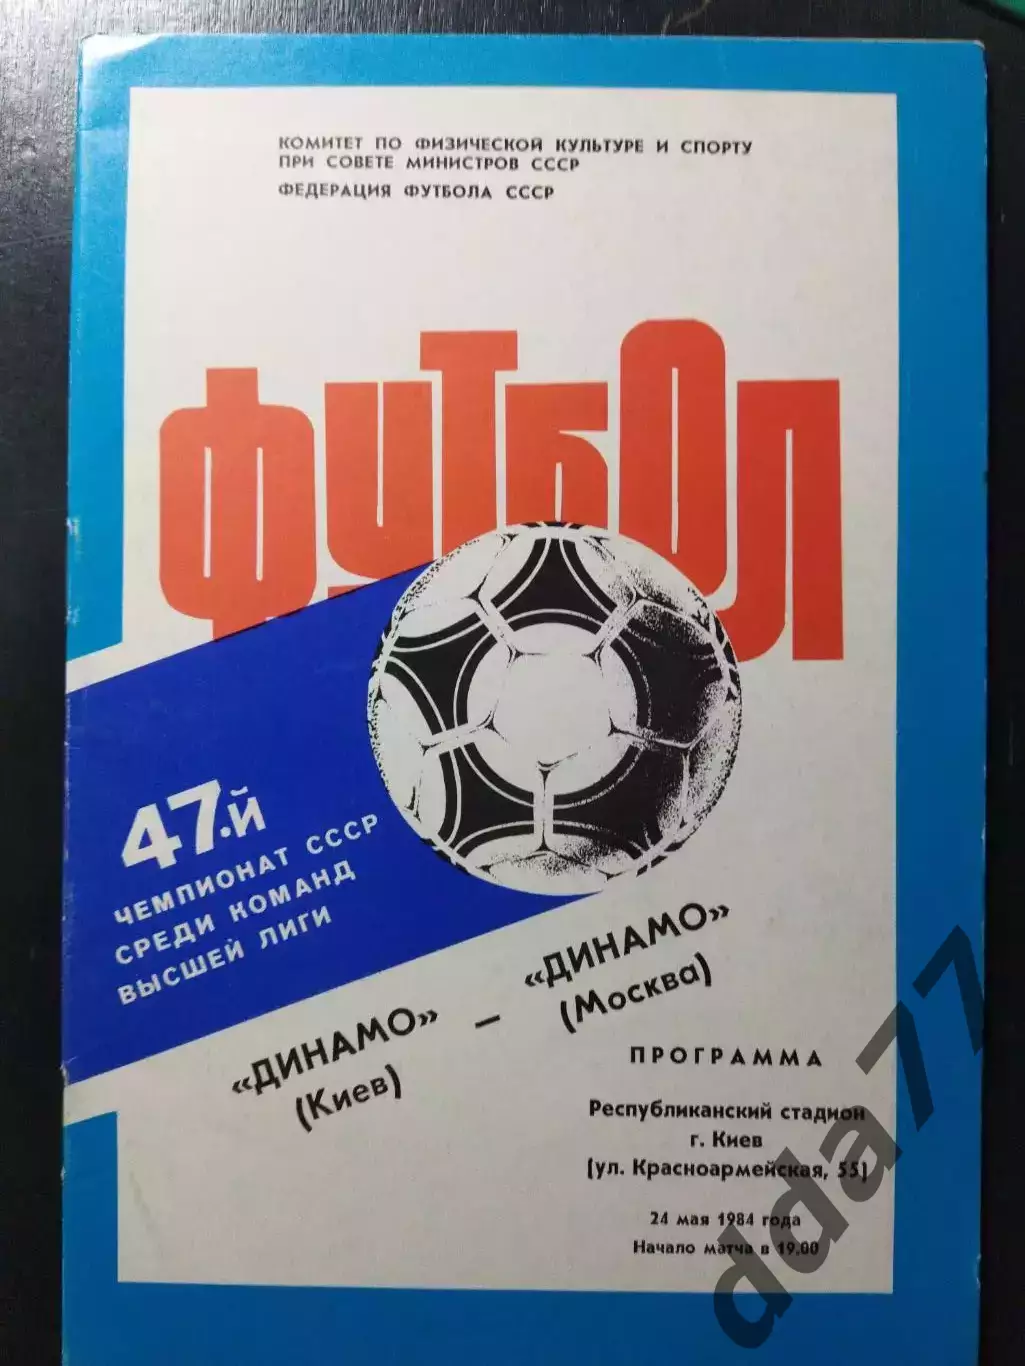 КОМИТЕТ ПО ФИЗИЧЕСКОЙ КУЛЬТУРЕ И СПОРТУ
ПРИ СОВЕТЕ МИНИСТРОВ СССР
ФЕДЕРАЦИЯ ФУТБОЛА СССР
ФУТБОЛ
47-й
ЧЕМПИОНАТ СССР
СРЕДИ КОМАНД
ВЫСШЕЙ ЛИГИ
«ДИНАМО» – «ДИНАМО»
(Киев) (Москва)
ПРОГРАММА
Республиканский стадион
г. Киев
(ул. Красноармейская, 55)
24 мая 1984 года
Начало матча в 19.00
dda77